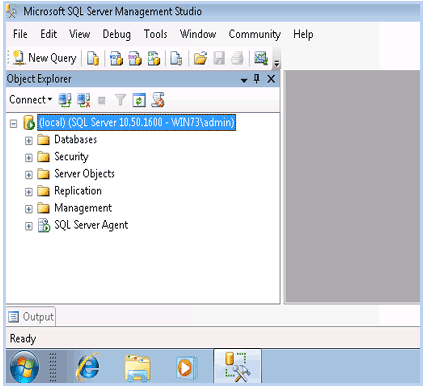 Microsoft SQL Server Management Studio
File Edit View Debug Tools Window Community Help
New Query
Object Explorer
Connect
(local) (SQL Server 10.50.1600 - WIN73\admin)
Databases
Security
Server Objects
Replication
Management
SQL Server Agent
Output
Ready